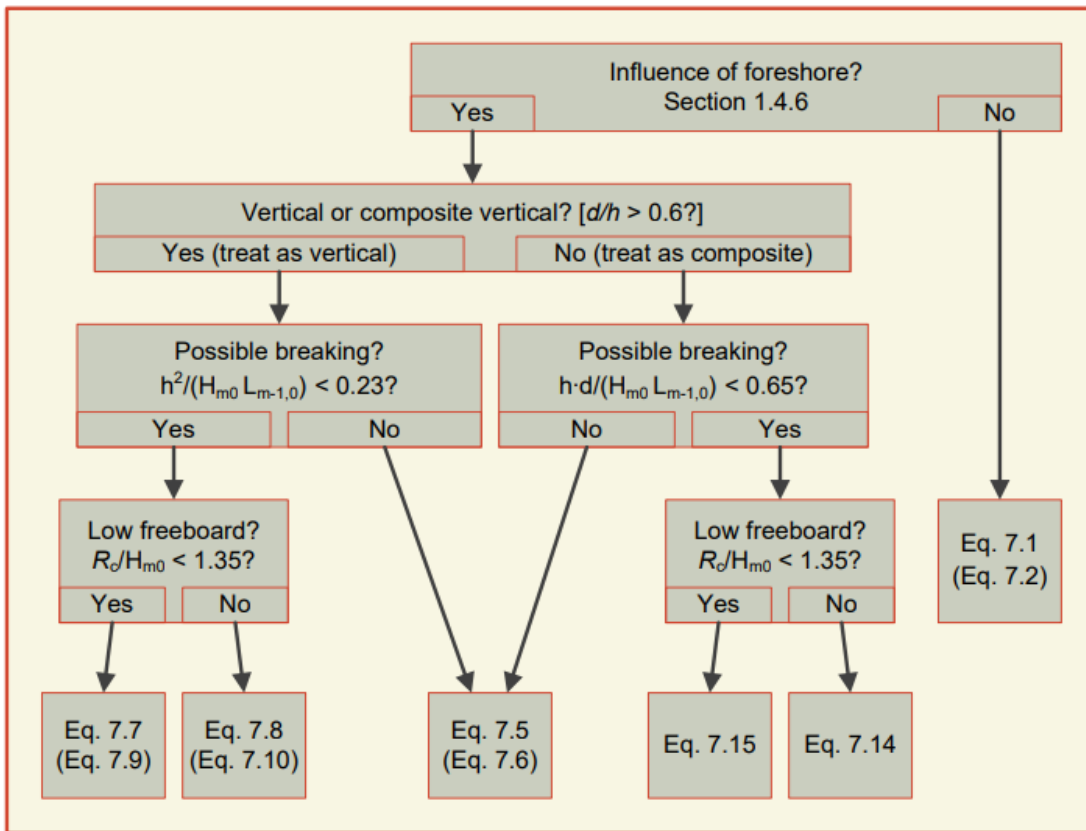 Influence of foreshore?
Section 1.4.6
Yes
No
Vertical or composite vertical? [d/h > 0.6?]
Yes (treat as vertical)
No (treat as composite)
Possible breaking?
h²/(Hm0 Lm-1,0) < 0.23?
Yes
No
Possible breaking?
h·d/(Hm0 Lm-1,0) < 0.65?
No
Yes
Low freeboard?
Rc/Hm0 < 1.35?
Yes
No
Low freeboard?
Rc/Hm0 < 1.35?
Yes
No
Eq. 7.1
(Eq. 7.2)
Eq. 7.7
(Eq. 7.9)
Eq. 7.8
(Eq. 7.10)
Eq. 7.5
(Eq. 7.6)
Eq. 7.15
Eq. 7.14